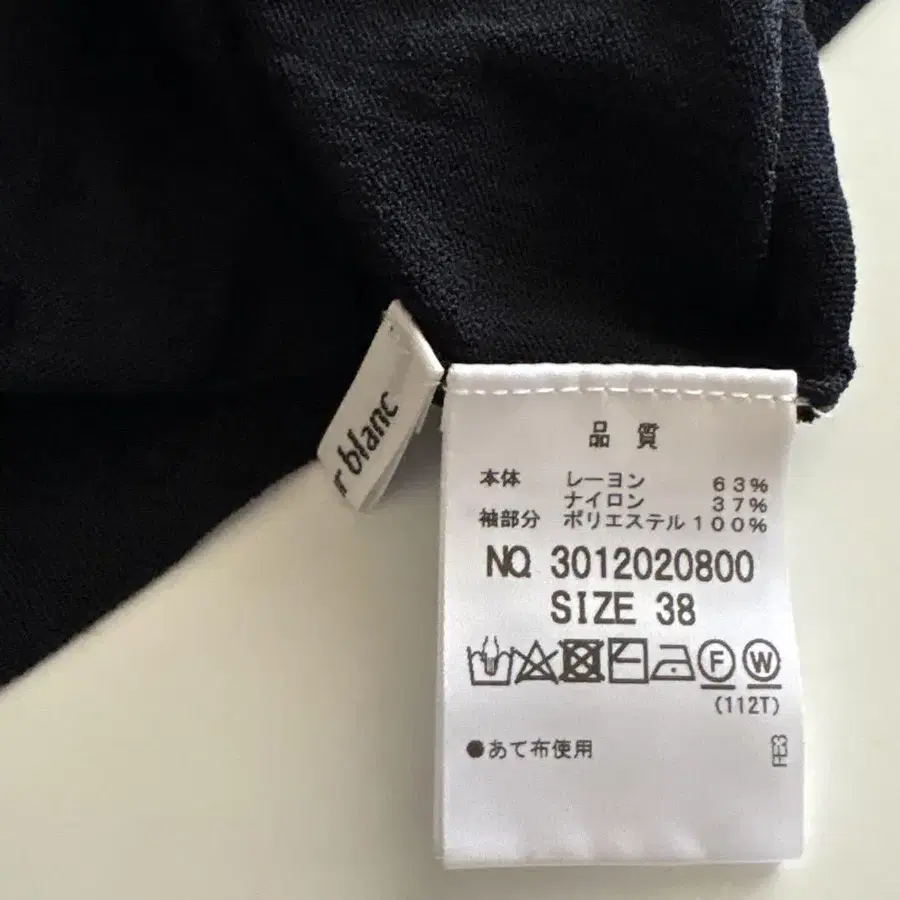 r blanc
品 質
本体 レーヨン 63%
ナイロン 37%
袖部分 ポリエステル 100%
NO. 3012020800
SIZE 38
F W
(112T)
●あて布使用